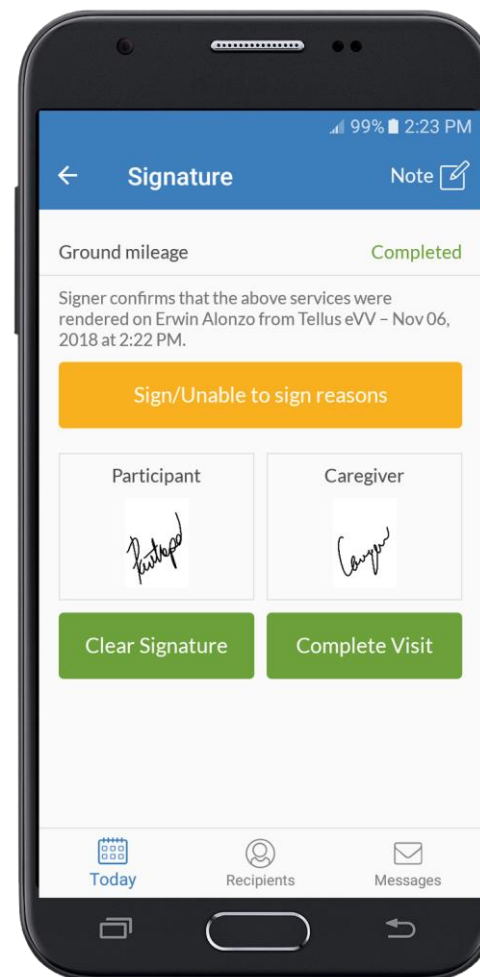 99% 2:23 PM
Signature
Note
Ground mileage
Completed
Signer confirms that the above services were
rendered on Erwin Alonzo from Tellus eVV – Nov 06,
2018 at 2:22 PM.
Sign/Unable to sign reasons
Participant
Caregiver
Clear Signature
Complete Visit
Today
Recipients
Messages